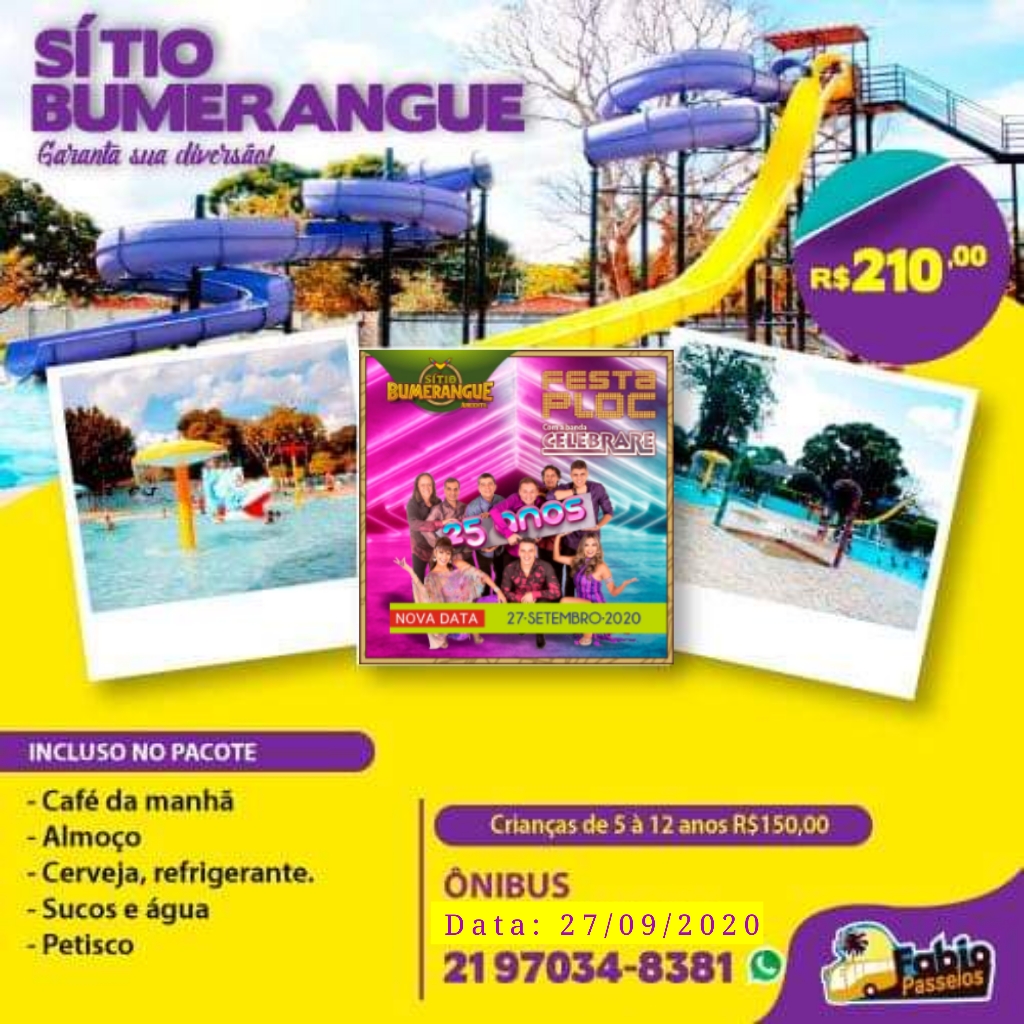 SÍTIO
BUMERANGUE
Garanta sua diversão!
R$210,00
SÍTIO
BUMERANGUE
FESTA
PLOC
Com a banda
CELEBRARE
25 anos
NOVA DATA 27-SETEMBRO-2020
INCLUSO NO PACOTE
- Café da manhã
- Almoço
- Cerveja, refrigerante.
- Sucos e água
- Petisco
Crianças de 5 à 12 anos R$150,00
ÔNIBUS
Data: 27/09/2020
21 97034-8381
Fabio
Passeios